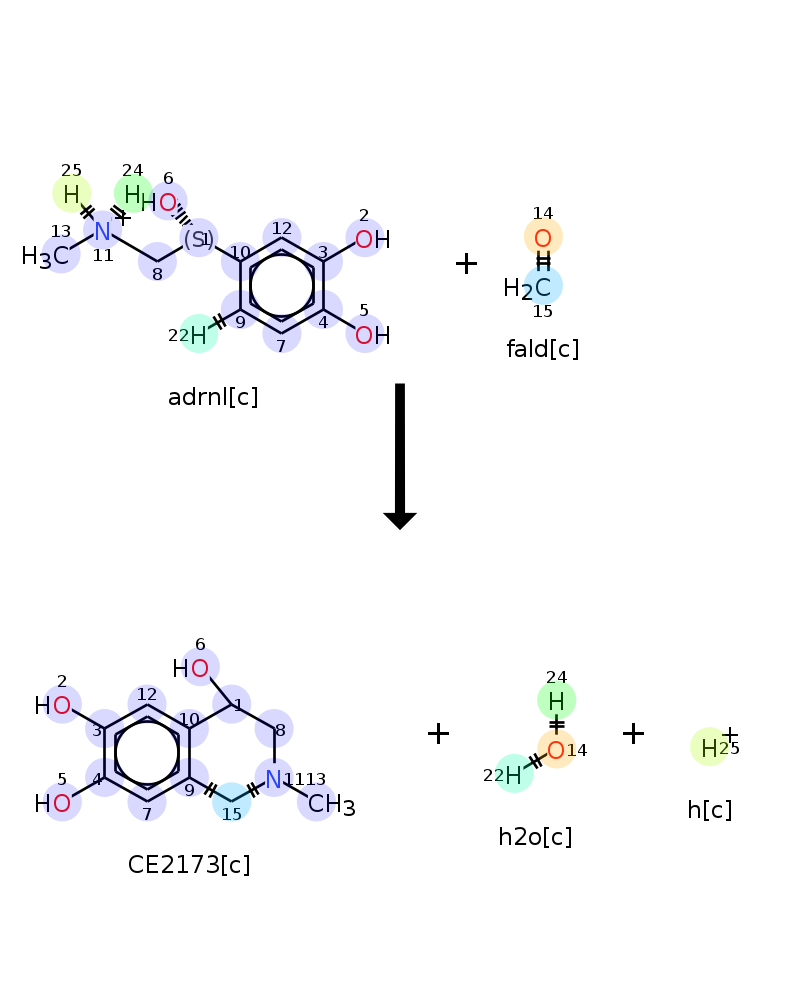 25 24 6
H H HO 2
13 12 14
H3C N+ (S) 1 10 3 OH + O
11 8 H2C
22H 9 4 5 15
7 OH
fald[c]
adrnl[c]
6
HO 24
2 12 H
HO 1 +
3 10 8 + O 14 + H 25
5 4 9 N 11 13 22H
HO 7 15 CH3 h[c]
h2o[c]
CE2173[c]